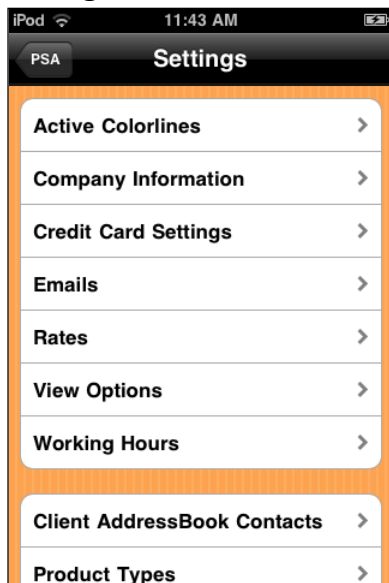 iPod 11:43 AM
PSA Settings
Active Colorlines
Company Information
Credit Card Settings
Emails
Rates
View Options
Working Hours
Client AddressBook Contacts
Product Types